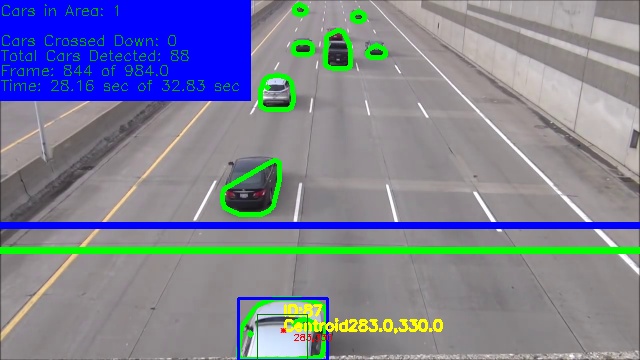 Cars in Area: 1
Cars Crossed Down: 0
Total Cars Detected: 88
Frame: 844 of 984.0
Time: 28.16 sec of 32.83 sec
ID:87
Centroid283.0,330.0